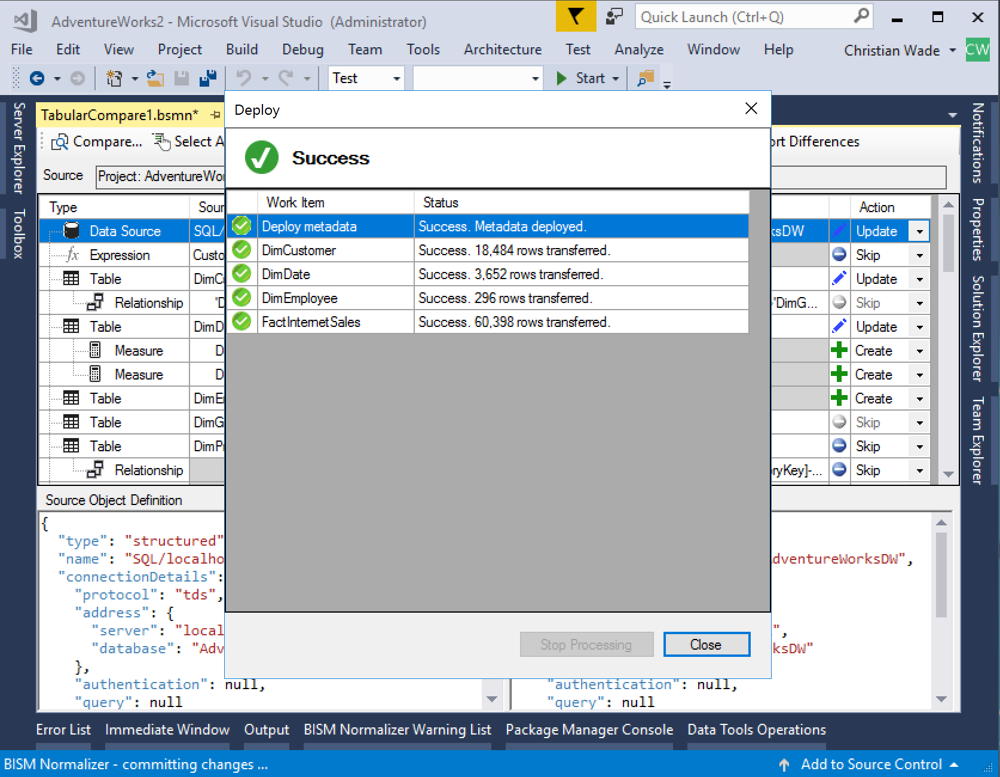 AdventureWorks2 - Microsoft Visual Studio (Administrator)
Quick Launch (Ctrl+Q)
File Edit View Project Build Debug Team Tools Architecture Test Analyze Window Help
Christian Wade CW
Test
Start
Server Explorer
Toolbox
TabularCompare1.bsmn*
Compare... Select A
ort Differences
Source Project: AdventureWor
Type Sour Action
Data Source SQL/ ksDW Update
Expression Custo Skip
Table DimCu Update
Relationship 'D 'DimG... Skip
Table DimD Update
Measure D Create
Measure D Create
Table DimE Create
Table DimG Skip
Table DimPr Skip
Relationship ryKey]-... Skip
Deploy
Success
Work Item Status
Deploy metadata Success. Metadata deployed.
DimCustomer Success. 18,484 rows transferred.
DimDate Success. 3,652 rows transferred.
DimEmployee Success. 296 rows transferred.
FactInternetSales Success. 60,398 rows transferred.
Stop Processing Close
Source Object Definition
{
"type": "structured"
"name": "SQL/localho
"connectionDetails":
"protocol": "tds",
"address": {
"server": "local
"database": "Adv
},
"authentication": null,
"query": null
dventureWorksDW",
",
ksDW"
"authentication": null,
"query": null
Notifications
Properties
Solution Explorer
Team Explorer
Error List Immediate Window Output BISM Normalizer Warning List Package Manager Console Data Tools Operations
BISM Normalizer - committing changes ...
Add to Source Control